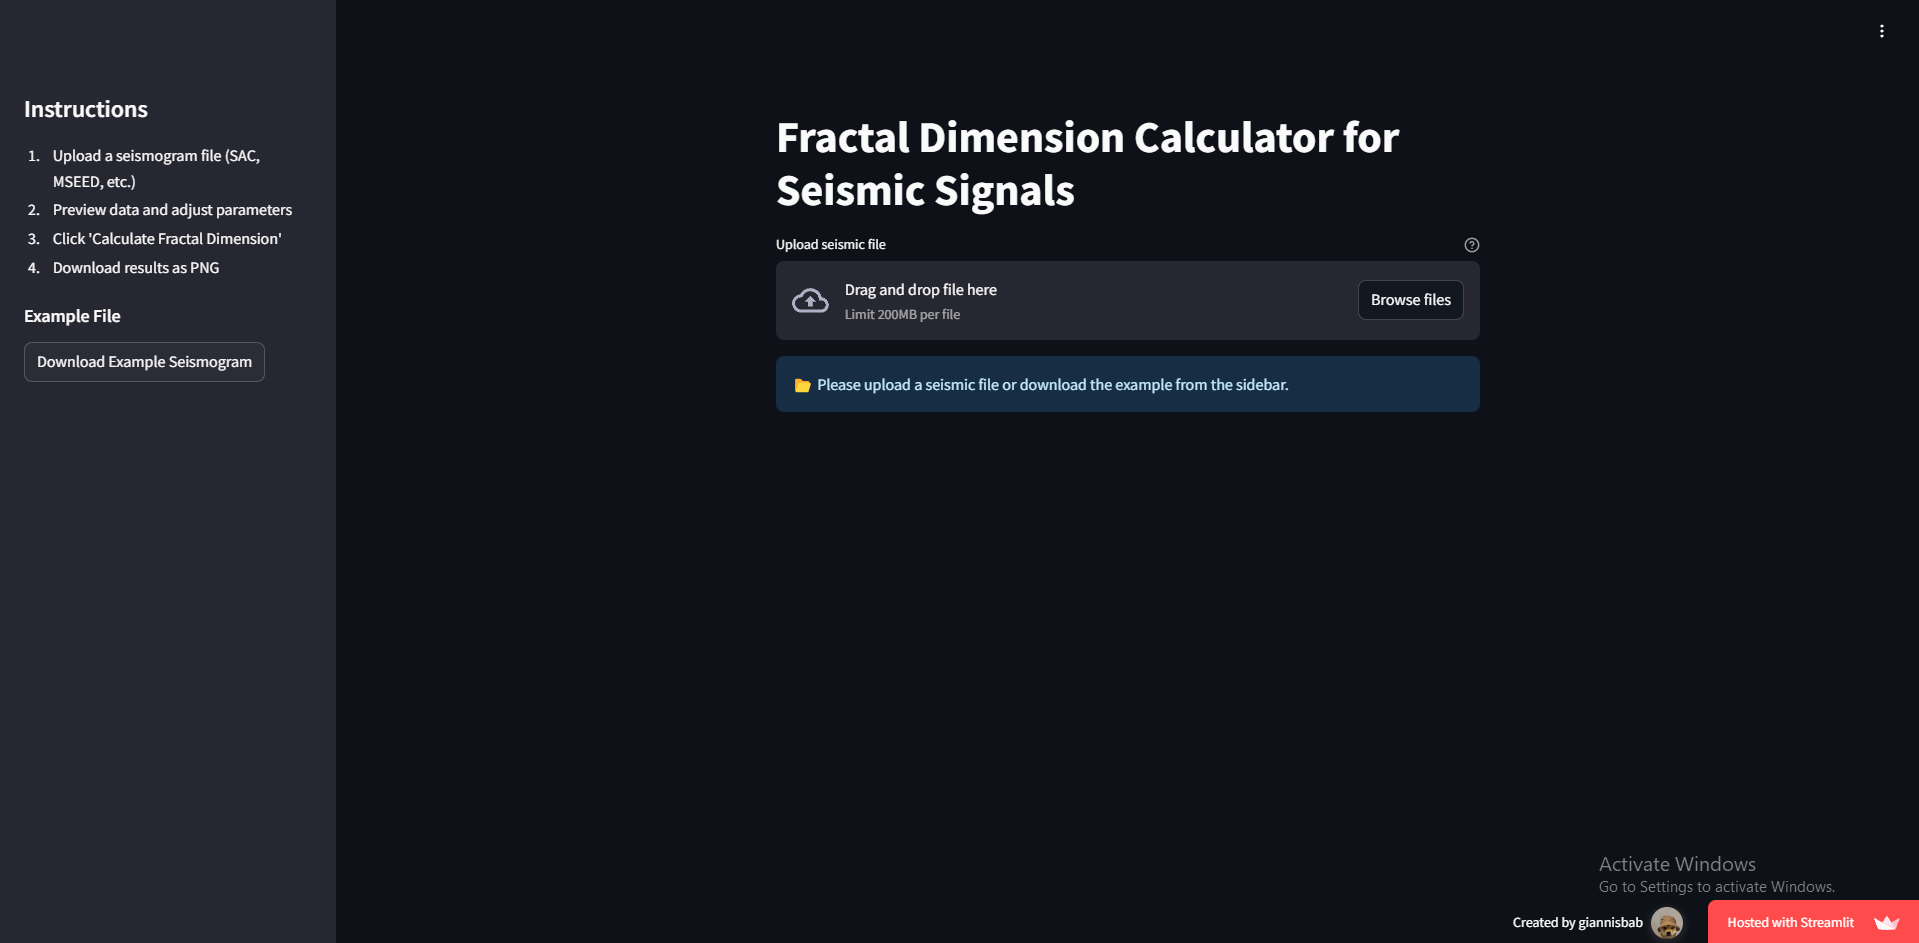 Instructions
1. Upload a seismogram file (SAC,
MSEED, etc.)
2. Preview data and adjust parameters
3. Click 'Calculate Fractal Dimension'
4. Download results as PNG
Example File
Download Example Seismogram
Fractal Dimension Calculator for
Seismic Signals
Upload seismic file
Drag and drop file here
Limit 200MB per file
Browse files
Please upload a seismic file or download the example from the sidebar.
Activate Windows
Go to Settings to activate Windows.
Created by giannisbab
Hosted with Streamlit